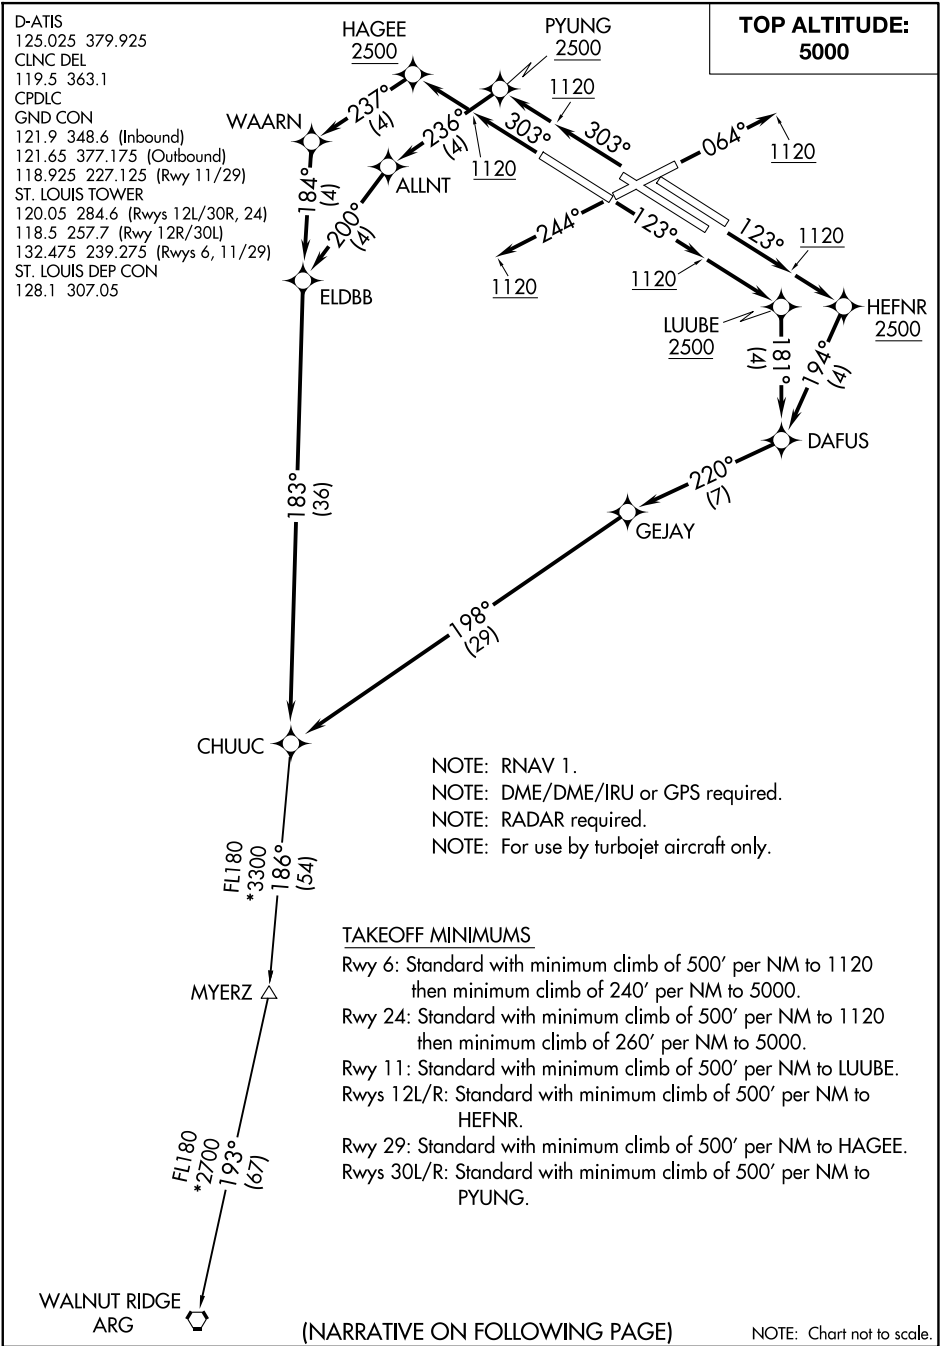 D-ATIS
125.025 379.925
CLNC DEL
119.5 363.1
CPDLC
GND CON
121.9 348.6 (Inbound)
121.65 377.175 (Outbound)
118.925 227.125 (Rwy 11/29)
ST. LOUIS TOWER
120.05 284.6 (Rwys 12L/30R, 24)
118.5 257.7 (Rwy 12R/30L)
132.475 239.275 (Rwys 6, 11/29)
ST. LOUIS DEP CON
128.1 307.05
TOP ALTITUDE:
5000
HAGEE
2500
PYUNG
2500
1120
WAARN
237°
(4)
236°
(4)
303°
303°
064°
1120
1120
ALLNT
184°
(4)
200°
(4)
244°
1120
123°
1120
123°
1120
ELDBB
LUUBE
2500
HEFNR
2500
181°
(4)
194°
(4)
DAFUS
220°
(7)
GEJAY
183°
(36)
198°
(29)
CHUUC
NOTE: RNAV 1.
NOTE: DME/DME/IRU or GPS required.
NOTE: RADAR required.
NOTE: For use by turbojet aircraft only.
FL180
*3300
186°
(54)
MYERZ
TAKEOFF MINIMUMS
Rwy 6: Standard with minimum climb of 500' per NM to 1120
then minimum climb of 240' per NM to 5000.
Rwy 24: Standard with minimum climb of 500' per NM to 1120
then minimum climb of 260' per NM to 5000.
Rwy 11: Standard with minimum climb of 500' per NM to LUUBE.
Rwys 12L/R: Standard with minimum climb of 500' per NM to
HEFNR.
Rwy 29: Standard with minimum climb of 500' per NM to HAGEE.
Rwys 30L/R: Standard with minimum climb of 500' per NM to
PYUNG.
FL180
*2700
193°
(67)
WALNUT RIDGE
ARG
(NARRATIVE ON FOLLOWING PAGE)
NOTE: Chart not to scale.